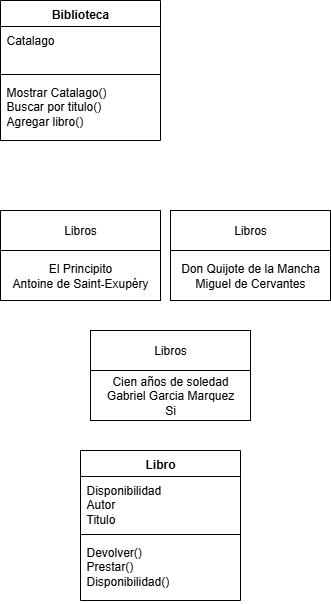 Biblioteca
Catalago
Mostrar Catalago()
Buscar por titulo()
Agregar libro()
Libros
El Principito
Antoine de Saint-Exupéry
Libros
Don Quijote de la Mancha
Miguel de Cervantes
Libros
Cien años de soledad
Gabriel Garcia Marquez
Si
Libro
Disponibilidad
Autor
Titulo
Devolver()
Prestar()
Disponibilidad()